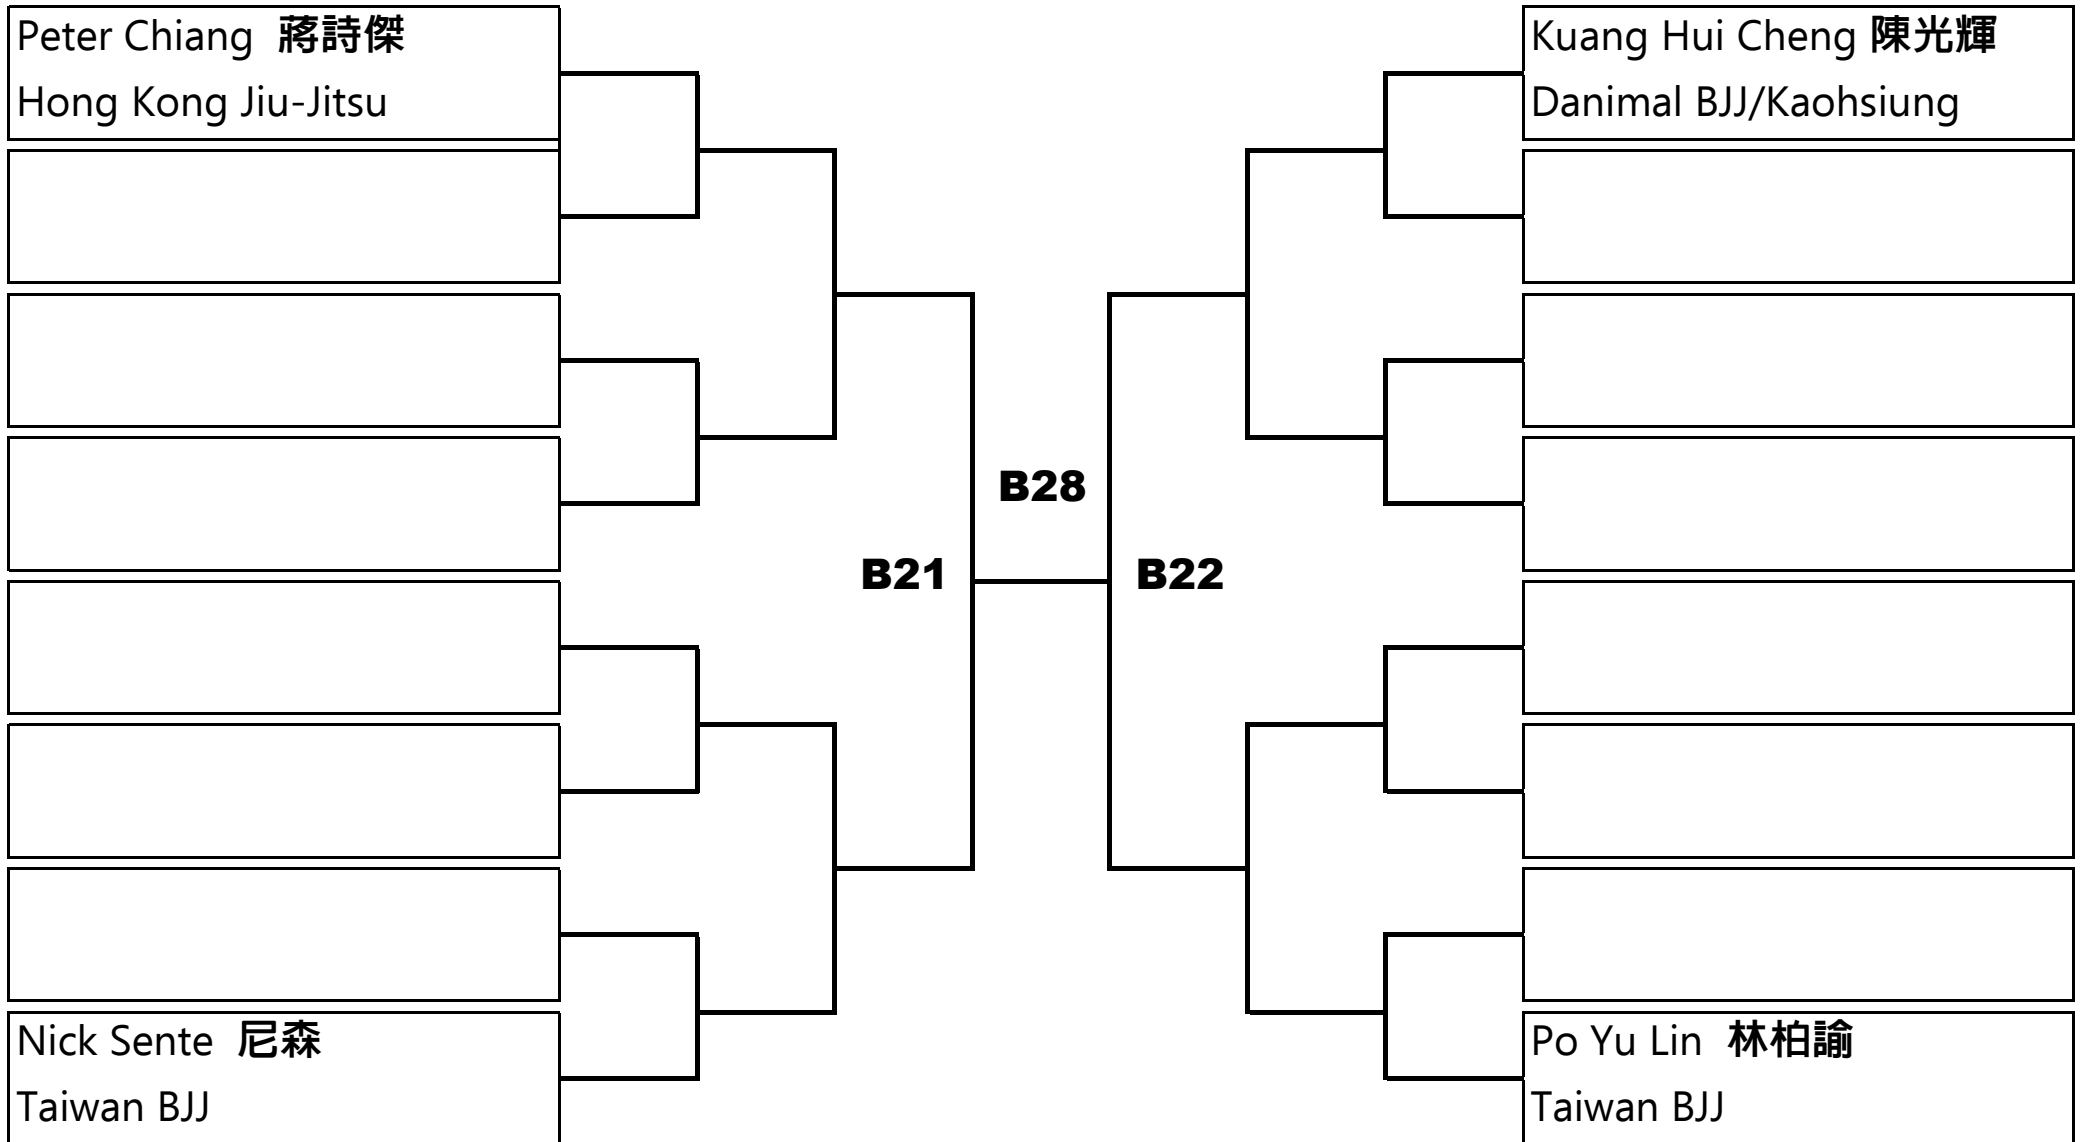 Peter Chiang 蔣詩傑
Hong Kong Jiu-Jitsu
Nick Sente 尼森
Taiwan BJJ
B21
B28
B22
Kuang Hui Cheng 陳光輝
Danimal BJJ/Kaohsiung
Po Yu Lin 林柏諭
Taiwan BJJ